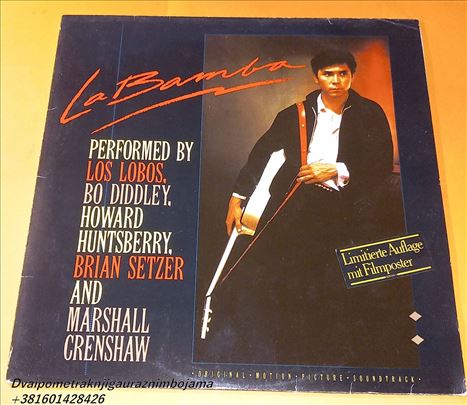 La Bamba
PERFORMED BY
LOS LOBOS,
BO DIDDLEY,
HOWARD
HUNTSBERRY,
BRIAN SETZER
AND
MARSHALL
CRENSHAW
Limitierte Auflage
mit Filmposter
· ORIGINAL · MOTION · PICTURE · SOUNDTRACK ·
Dvaipometraknjigauraznimbojama
+381601428426